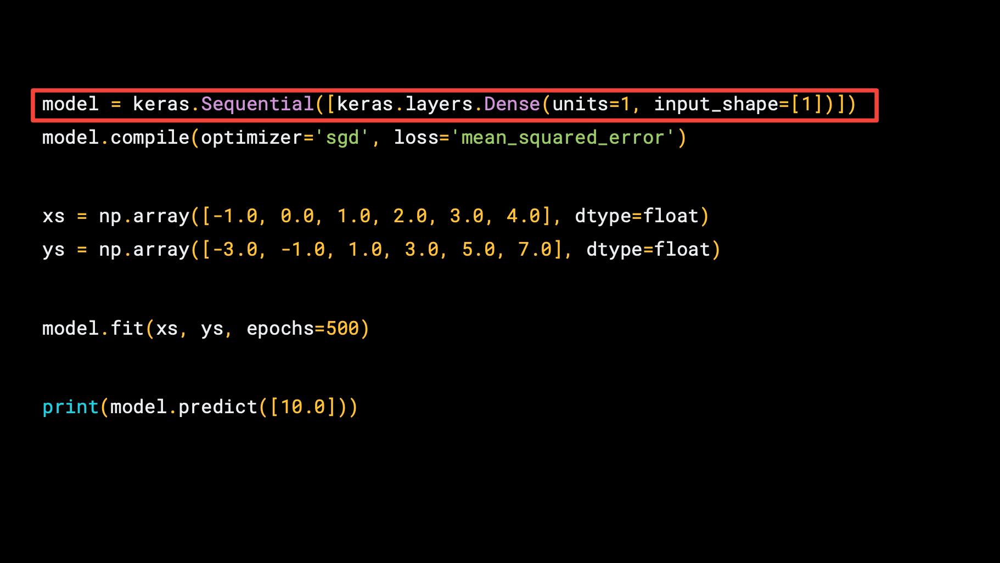 model = keras.Sequential([keras.layers.Dense(units=1, input_shape=[1])])
model.compile(optimizer='sgd', loss='mean_squared_error')
xs = np.array([-1.0, 0.0, 1.0, 2.0, 3.0, 4.0], dtype=float)
ys = np.array([-3.0, -1.0, 1.0, 3.0, 5.0, 7.0], dtype=float)
model.fit(xs, ys, epochs=500)
print(model.predict([10.0]))